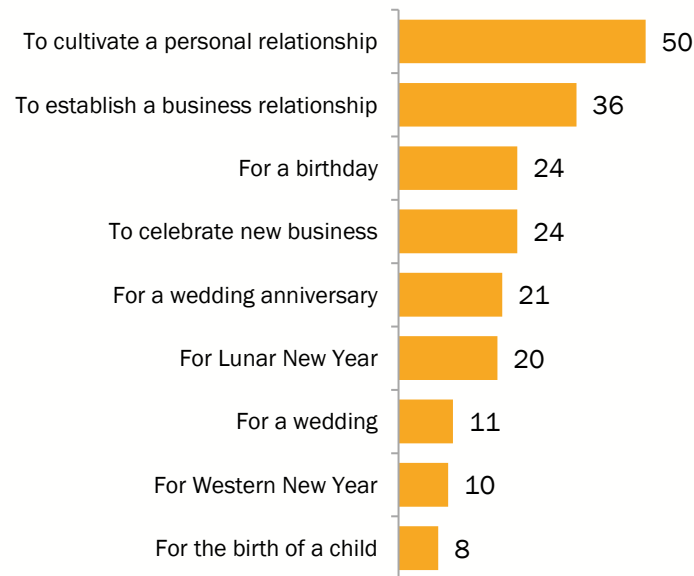 To cultivate a personal relationship 50
To establish a business relationship 36
For a birthday 24
To celebrate new business 24
For a wedding anniversary 21
For Lunar New Year 20
For a wedding 11
For Western New Year 10
For the birth of a child 8